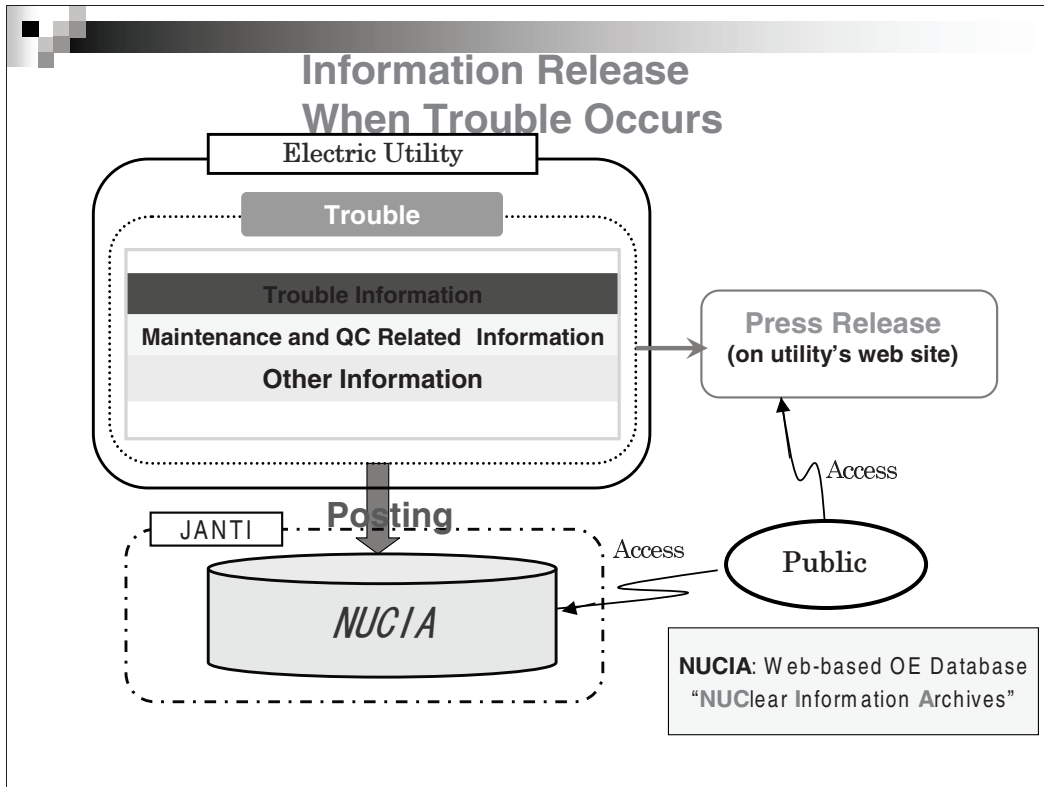 Information Release
When Trouble Occurs
Electric Utility
Trouble
Trouble Information
Maintenance and QC Related Information
Other Information
Press Release
(on utility's web site)
Access
Posting
JANTI
Access
Public
NUCIA
NUCIA: Web-based OE Database
“NUClear Information Archives”